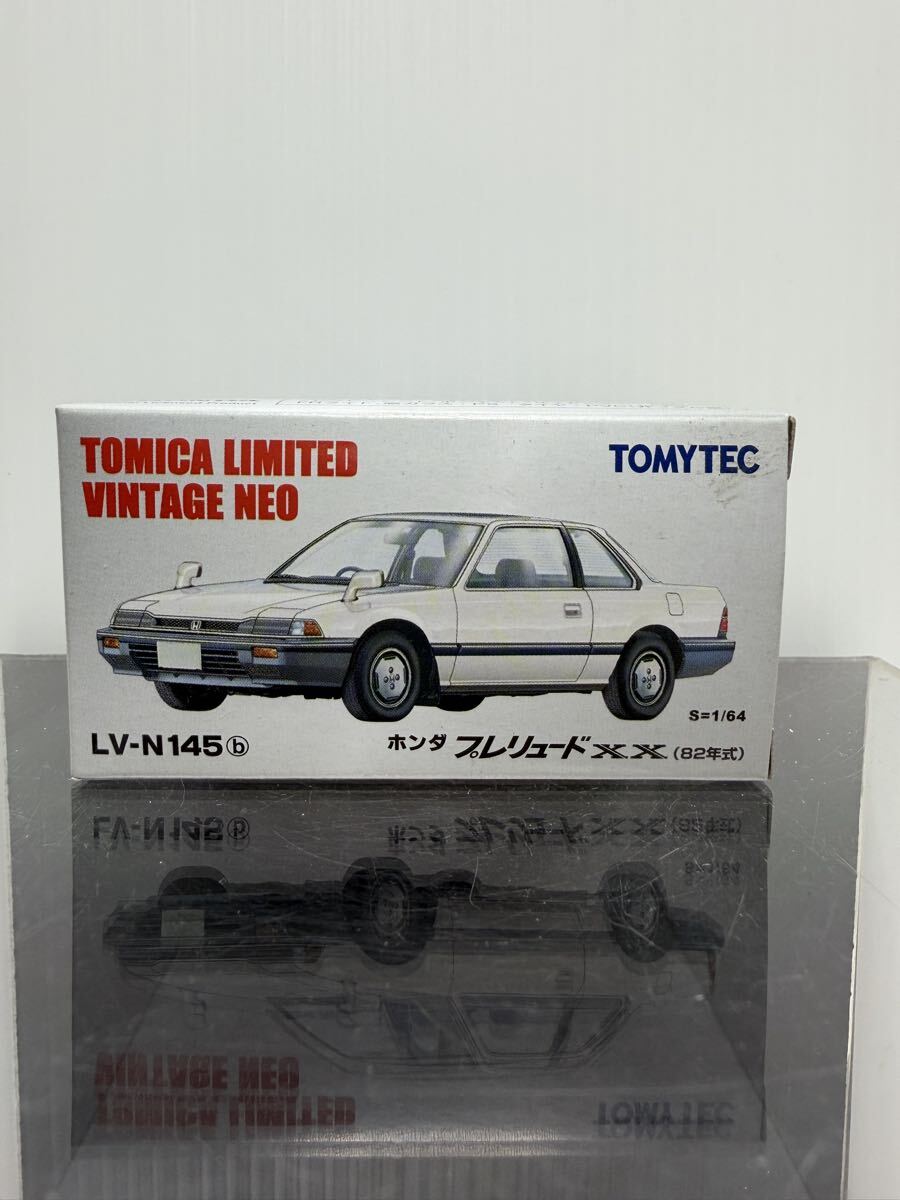 TOMICA LIMITED
VINTAGE NEO
TOMYTEC
S=1/64
LV-N145ⓑ
ホンダ プレリュードXX(82年式)